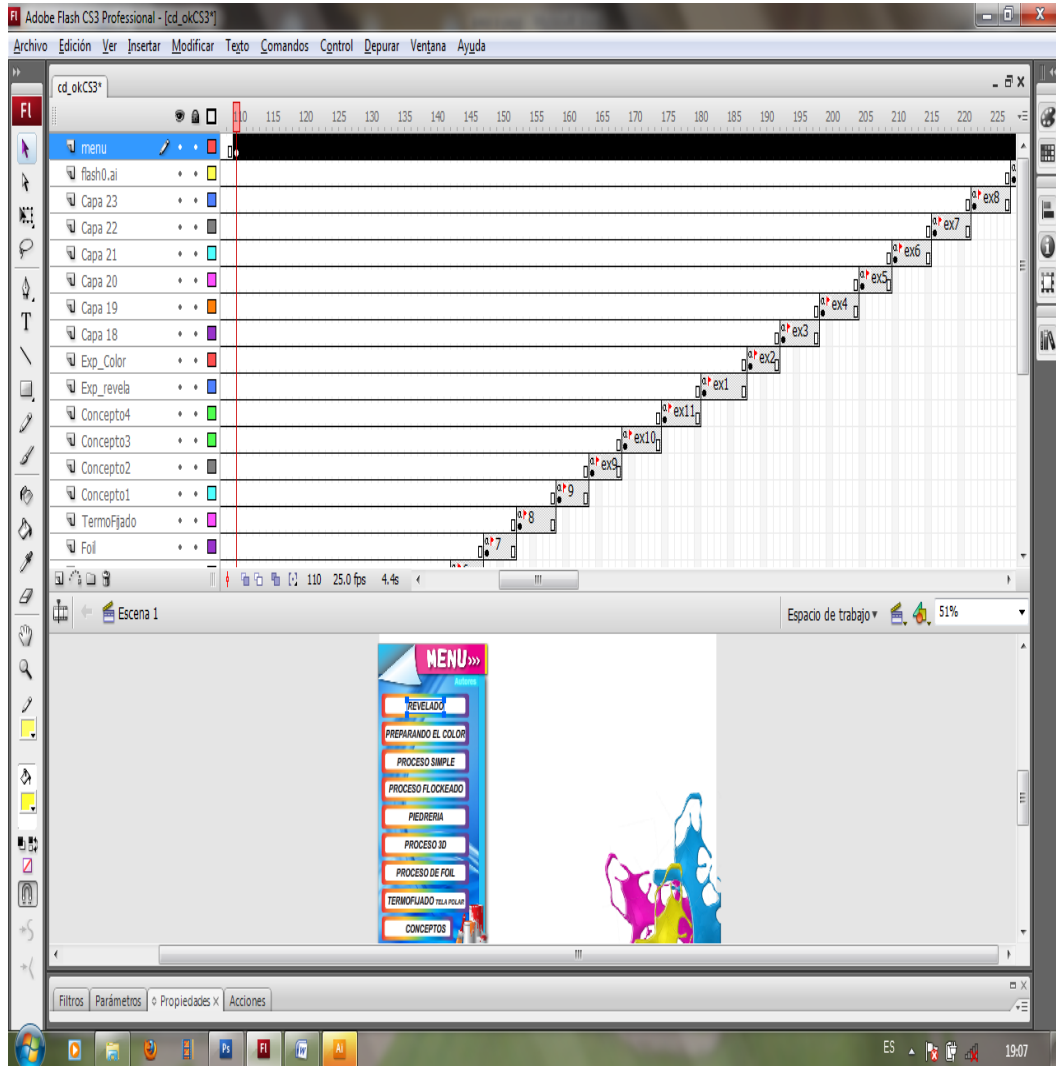 Fl Adobe Flash CS3 Professional - [cd_okCS3*]
Archivo Edición Ver Insertar Modificar Texto Comandos Control Depurar Ventana Ayuda
cd_okCS3*
Fl
110 115 120 125 130 135 140 145 150 155 160 165 170 175 180 185 190 195 200 205 210 215 220 225
menu
flash0.ai
Capa 23 ex8
Capa 22 ex7
Capa 21 ex6
Capa 20 ex5
Capa 19 ex4
Capa 18 ex3
Exp_Color ex2
Exp_revela ex1
Concepto4 ex11
Concepto3 ex10
Concepto2 ex9
Concepto1 9
TermoFijado 8
Foil 7
110 25.0 fps 4.4s
Escena 1 Espacio de trabajo 51%
MENU»»
Autores
REVELADO
PREPARANDO EL COLOR
PROCESO SIMPLE
PROCESO FLOCKEADO
PIEDRERIA
PROCESO 3D
PROCESO DE FOIL
TERMOFIJADO TELA POLAR
CONCEPTOS
Filtros Parámetros Propiedades × Acciones
Ps Fl Ai ES 19:07